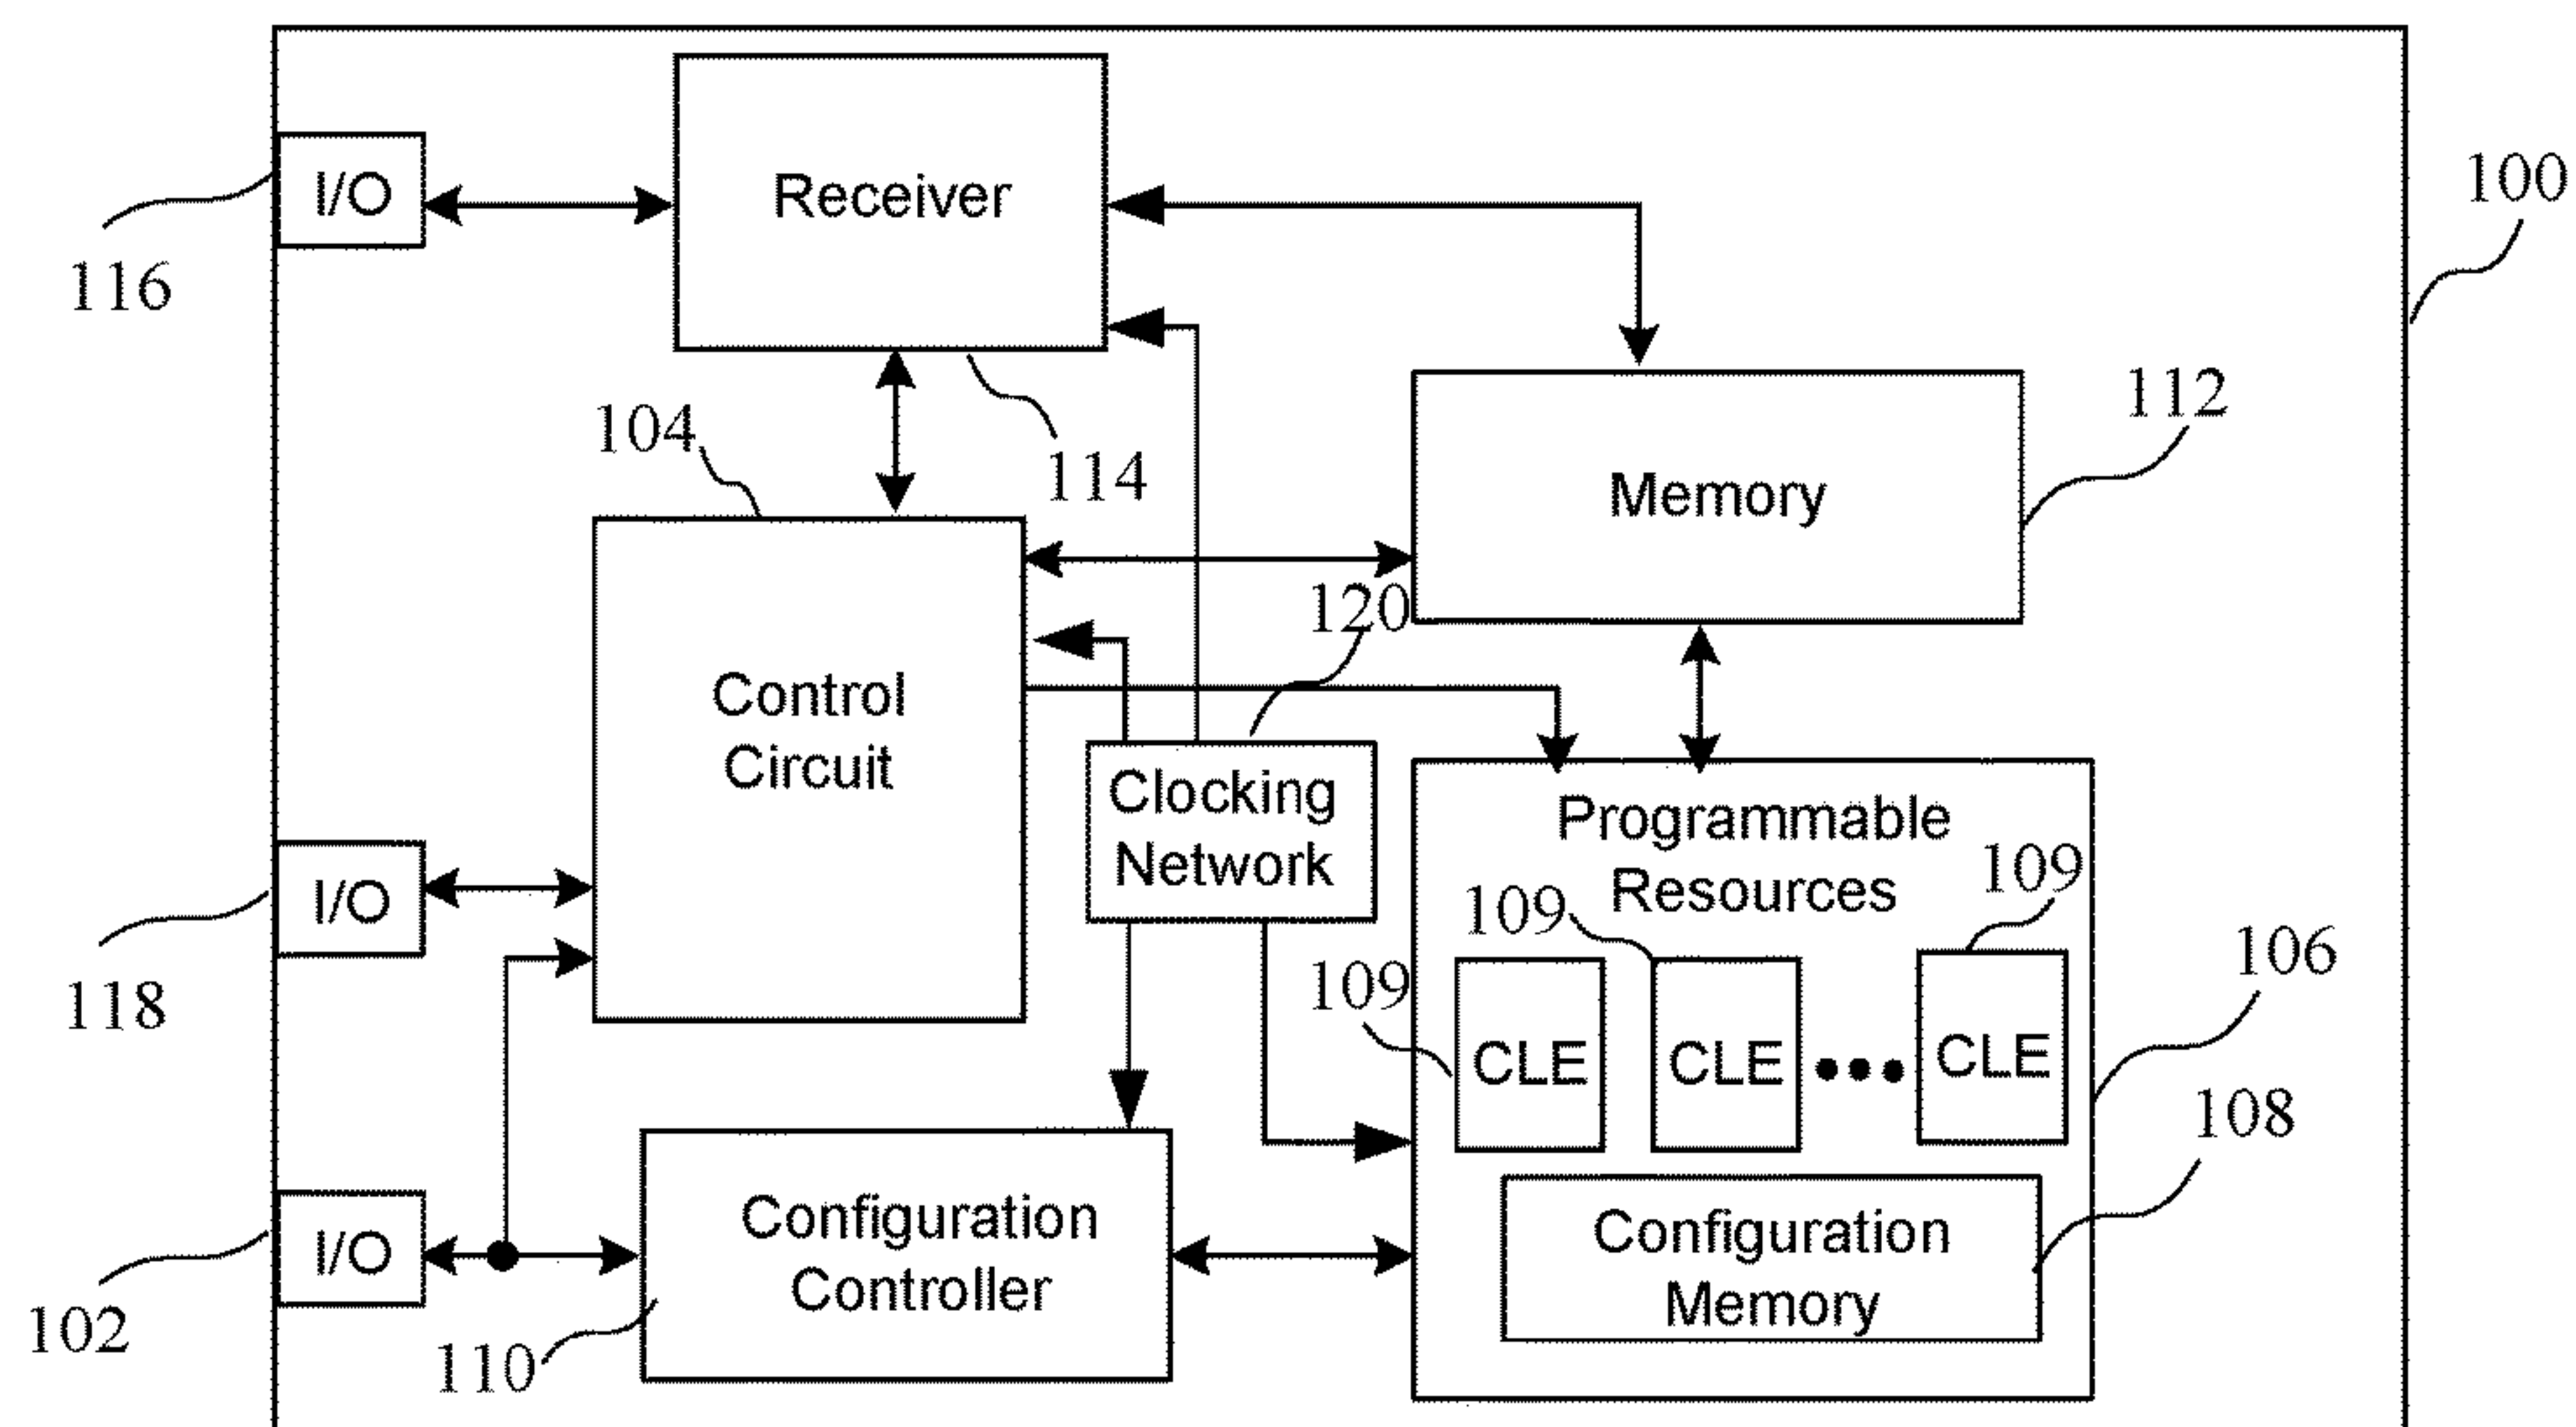 I/O
Receiver
100
116
112
104
114
Memory
120
Control
Circuit
Clocking
Network
Programmable
Resources
109
109
I/O
109
106
118
CLE
CLE
CLE
108
Configuration
Controller
Configuration
Memory
I/O
102
110